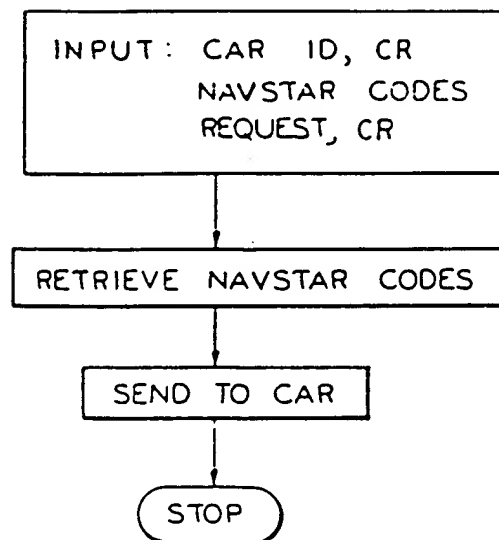 INPUT: CAR ID, CR
NAVSTAR CODES
REQUEST, CR
RETRIEVE NAVSTAR CODES
SEND TO CAR
STOP